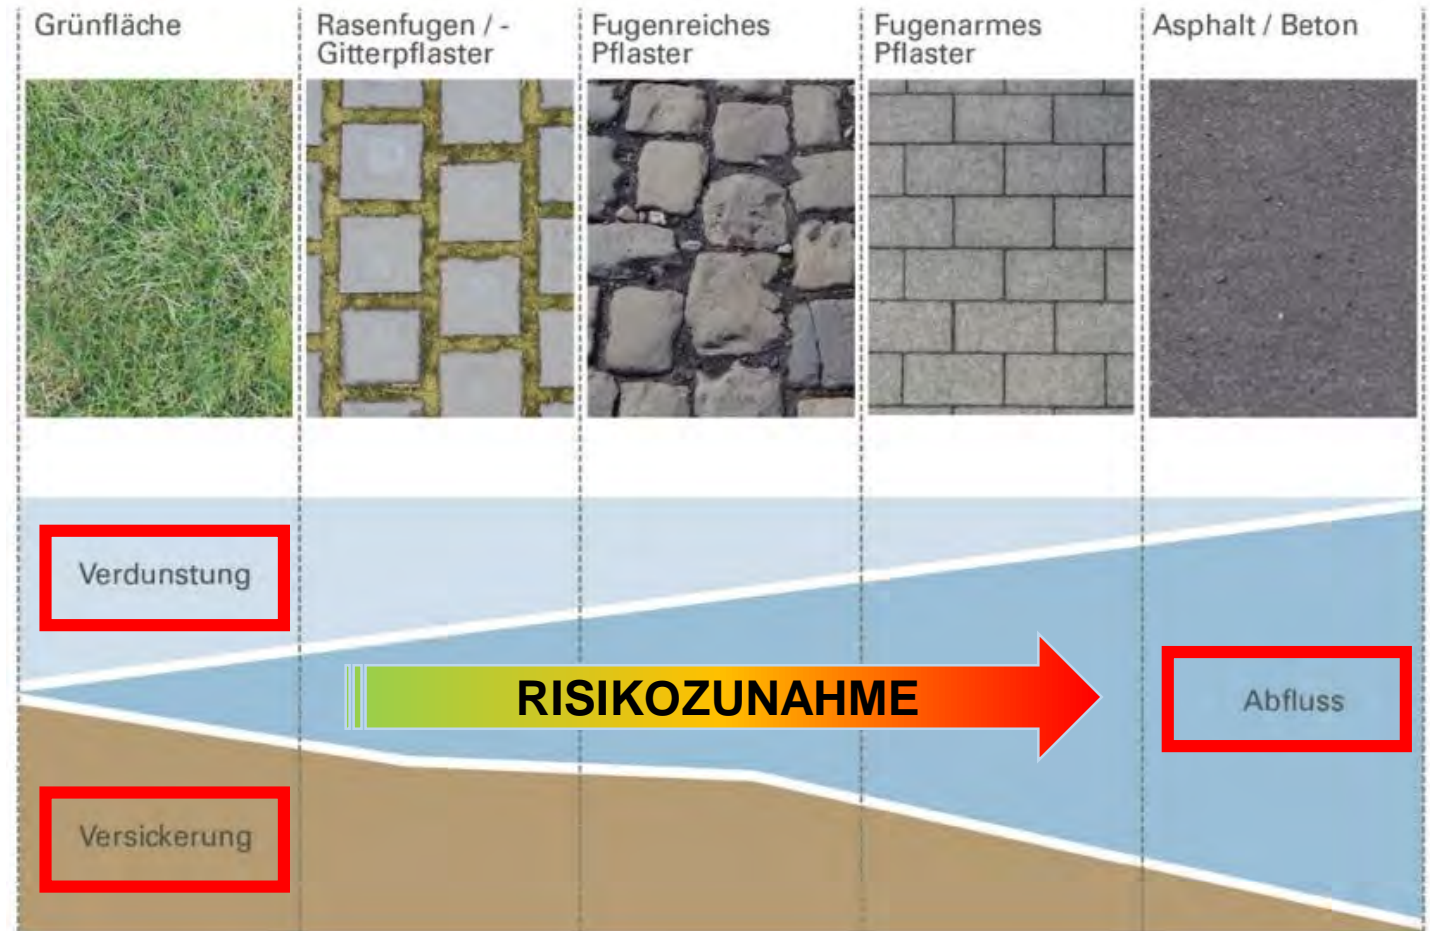 Grünfläche
Rasenfugen / -
Gitterpflaster
Fugenreiches
Pflaster
Fugenarmes
Pflaster
Asphalt / Beton
Verdunstung
RISIKOZUNAHME
Abfluss
Versickerung